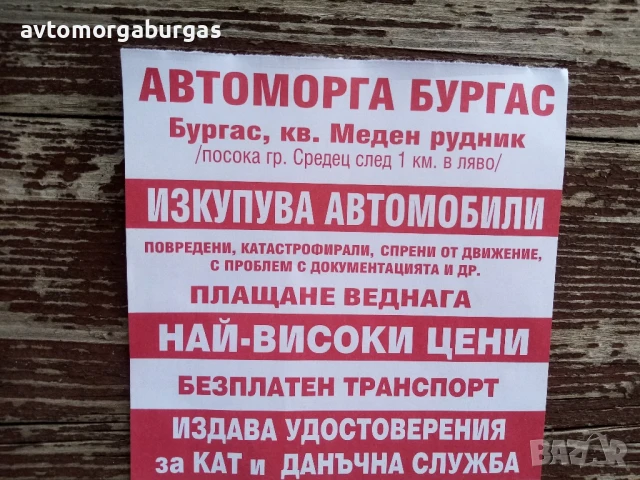 avtomorgaburgas
АВТОМОРГА БУРГАС
Бургас, кв. Меден рудник
/посока гр. Средец след 1 км. в ляво/
ИЗКУПУВА АВТОМОБИЛИ
ПОВРЕДЕНИ, КАТАСТРОФИРАЛИ, СПРЕНИ ОТ ДВИЖЕНИЕ,
С ПРОБЛЕМ С ДОКУМЕНТАЦИЯТА И ДР.
ПЛАЩАНЕ ВЕДНАГА
НАЙ-ВИСОКИ ЦЕНИ
БЕЗПЛАТЕН ТРАНСПОРТ
ИЗДАВА УДОСТОВЕРЕНИЯ
за КАТ и ДАНЪЧНА СЛУЖБА
BAZAR